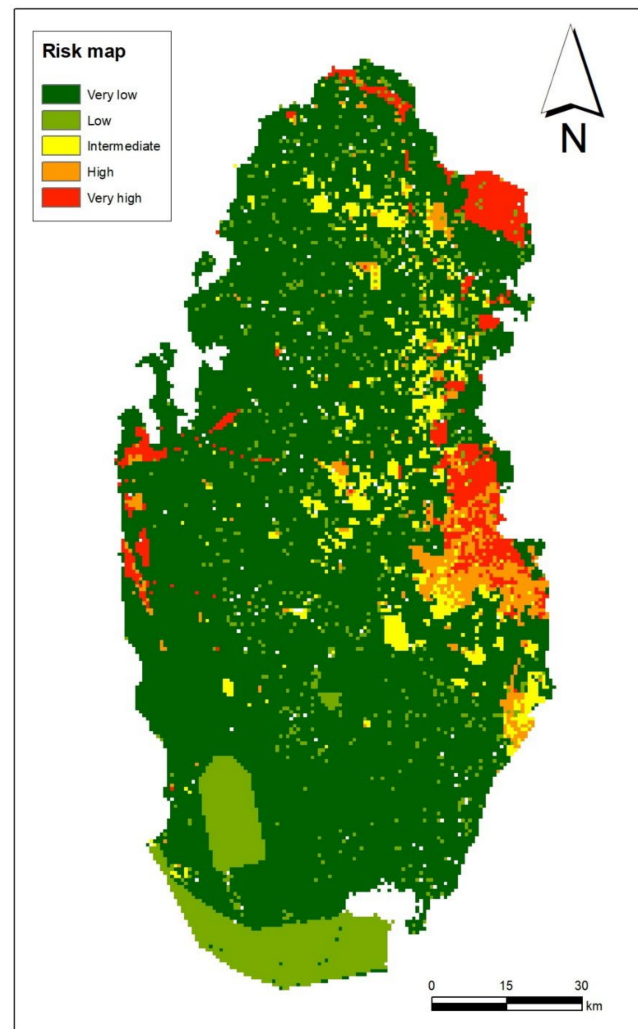 Risk map
Very low
Low
Intermediate
High
Very high
N
0 15 30
km